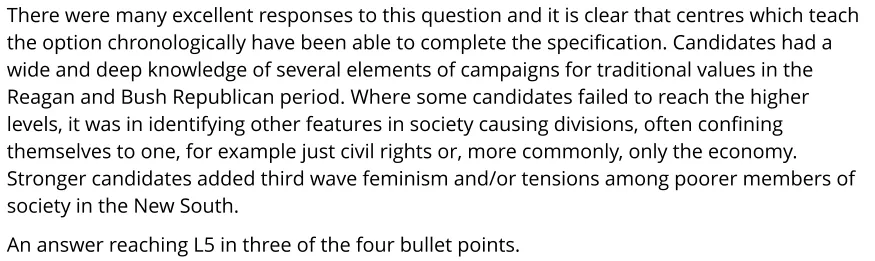 There were many excellent responses to this question and it is clear that centres which teach
the option chronologically have been able to complete the specification. Candidates had a
wide and deep knowledge of several elements of campaigns for traditional values in the
Reagan and Bush Republican period. Where some candidates failed to reach the higher
levels, it was in identifying other features in society causing divisions, often confining
themselves to one, for example just civil rights or, more commonly, only the economy.
Stronger candidates added third wave feminism and/or tensions among poorer members of
society in the New South.
An answer reaching L5 in three of the four bullet points.